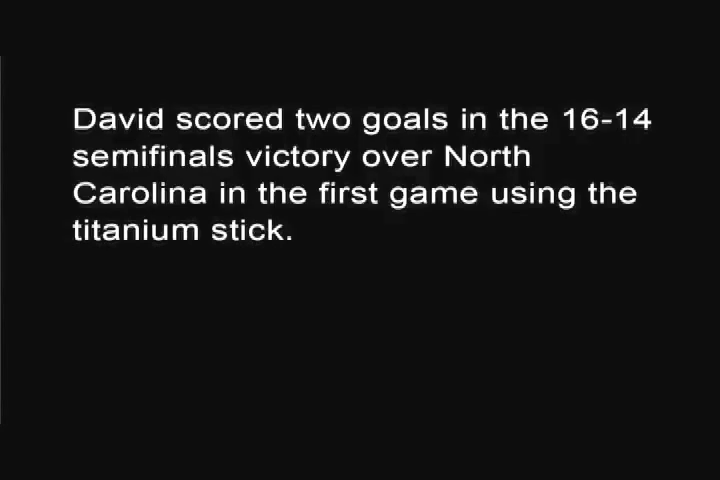 David scored two goals in the 16-14
semifinals victory over North
Carolina in the first game using the
titanium stick.